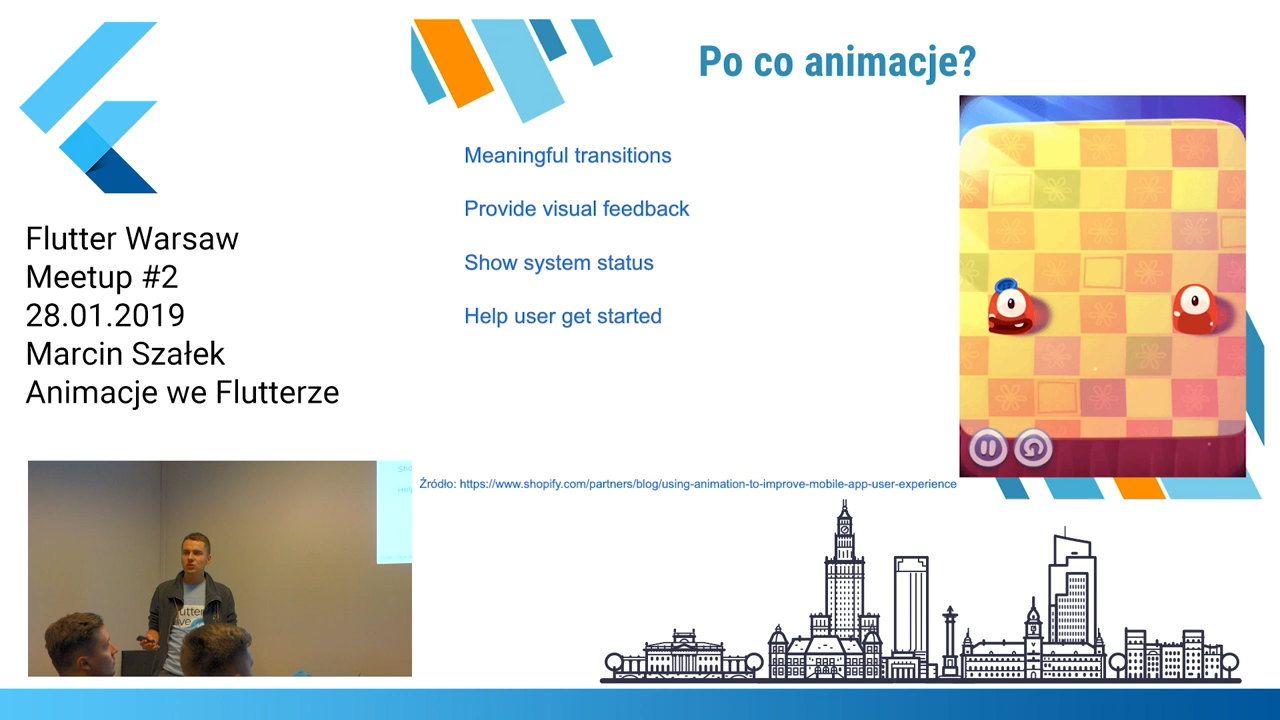 Po co animacje?
Meaningful transitions
Provide visual feedback
Show system status
Help user get started
Flutter Warsaw
Meetup #2
28.01.2019
Marcin Szałek
Animacje we Flutterze
Źródło: https://www.shopify.com/partners/blog/using-animation-to-improve-mobile-app-user-experience